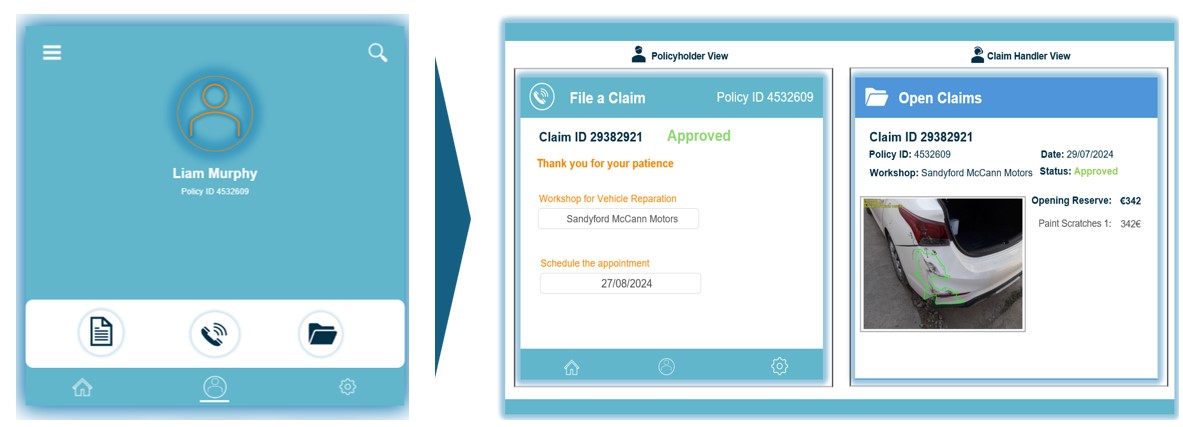 Liam Murphy
Policy ID 4532609
Policyholder View
File a Claim
Policy ID 4532609
Claim ID 29382921
Approved
Thank you for your patience
Workshop for Vehicle Reparation
Sandyford McCann Motors
Schedule the appointment
27/08/2024
Claim Handler View
Open Claims
Claim ID 29382921
Policy ID: 4532609
Date: 29/07/2024
Workshop: Sandyford McCann Motors
Status: Approved
Opening Reserve: €342
Paint Scratches 1: 342€